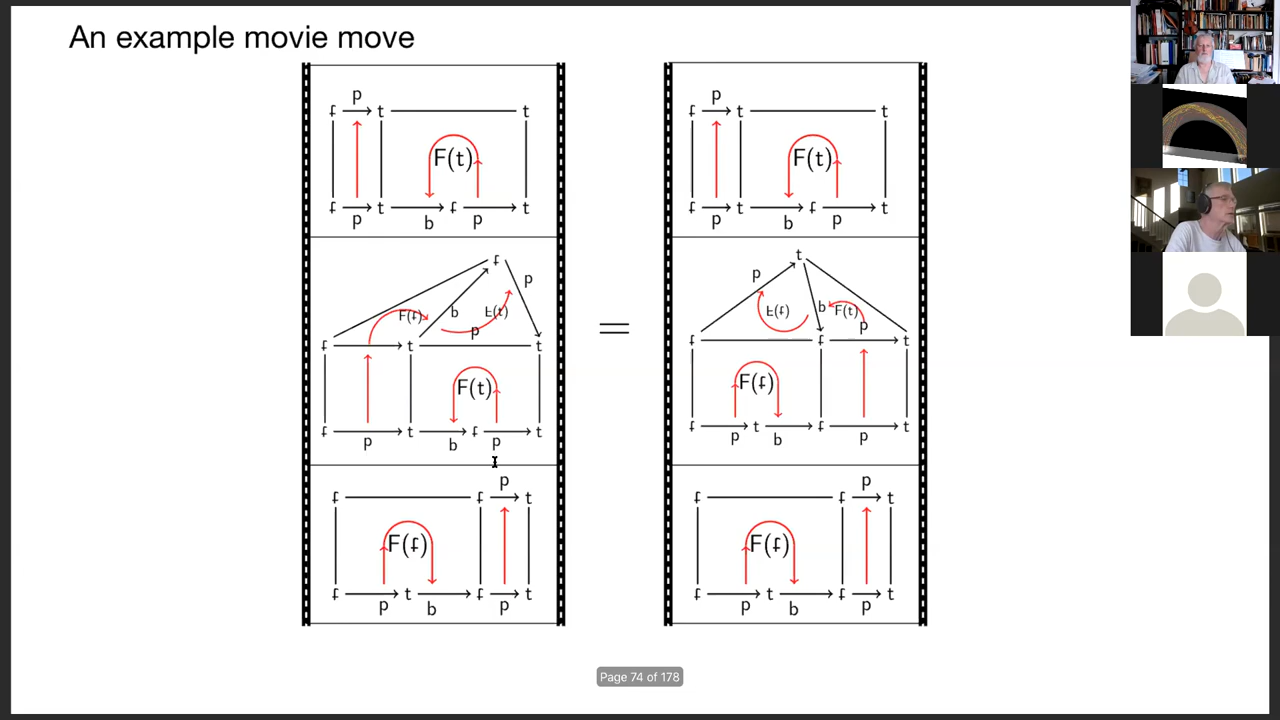 An example movie move
p
f t t
F(t)
f t f t
p b p
f
p
F(f) b Ⅎ(t)
p
f t t
F(t)
f t f t
p b p
p
f f t
F(f)
f t f t
p b p
=
p
f t t
F(t)
f t f t
p b p
t
p
Ⅎ(f) b F(t)
p
f f t
F(f)
f t f t
p b p
p
f f t
F(f)
f t f t
p b p
Page 74 of 178